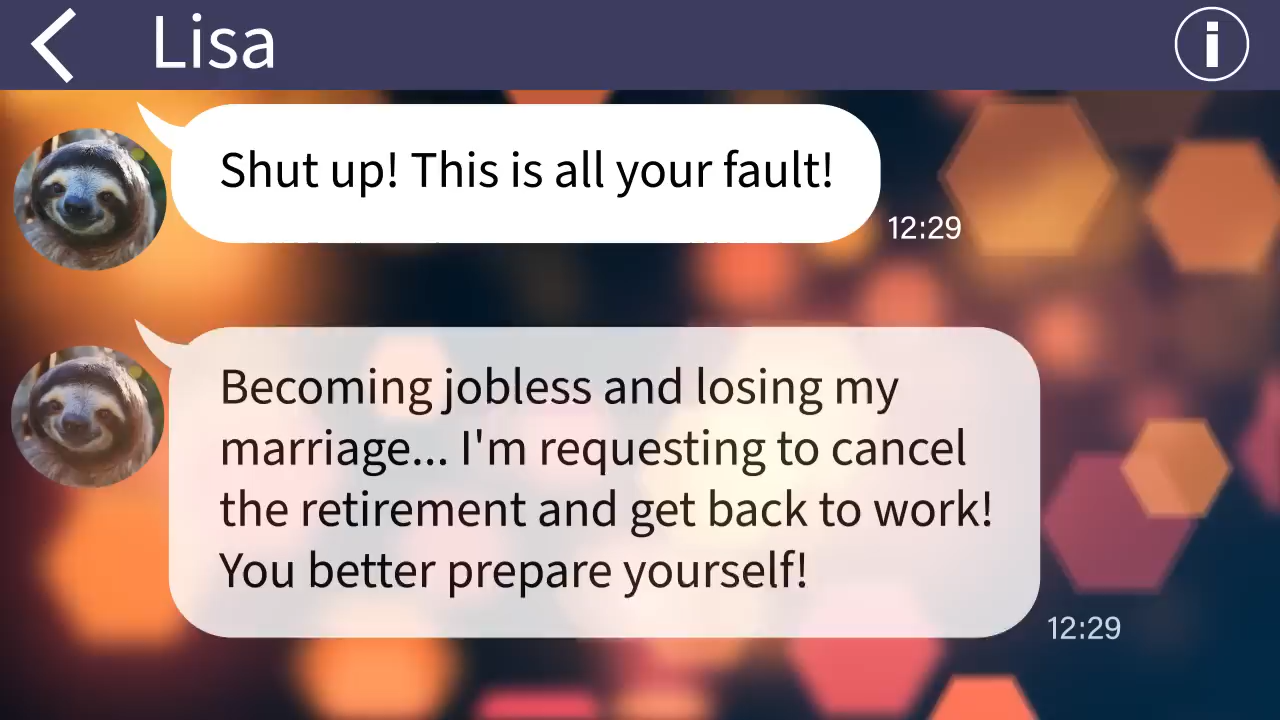 Lisa
Shut up! This is all your fault!
12:29
Becoming jobless and losing my
marriage... I'm requesting to cancel
the retirement and get back to work!
You better prepare yourself!
12:29